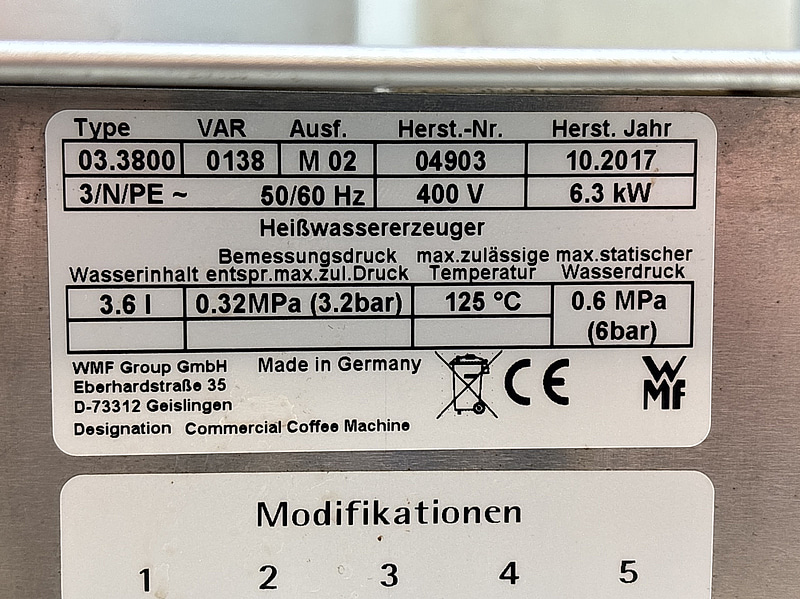 Type VAR Ausf. Herst.-Nr. Herst. Jahr
03.3800 0138 M 02 04903 10.2017
3/N/PE ~ 50/60 Hz 400 V 6.3 kW
Heißwassererzeuger
Bemessungsdruck max.zulässige max.statischer
Wasserinhalt entspr.max.zul.Druck Temperatur Wasserdruck
3.6 l 0.32MPa (3.2bar) 125 °C 0.6 MPa
(6bar)
WMF Group GmbH Made in Germany
Eberhardstraße 35
D-73312 Geislingen
CE
WMF
Designation Commercial Coffee Machine
Modifikationen
1 2 3 4 5